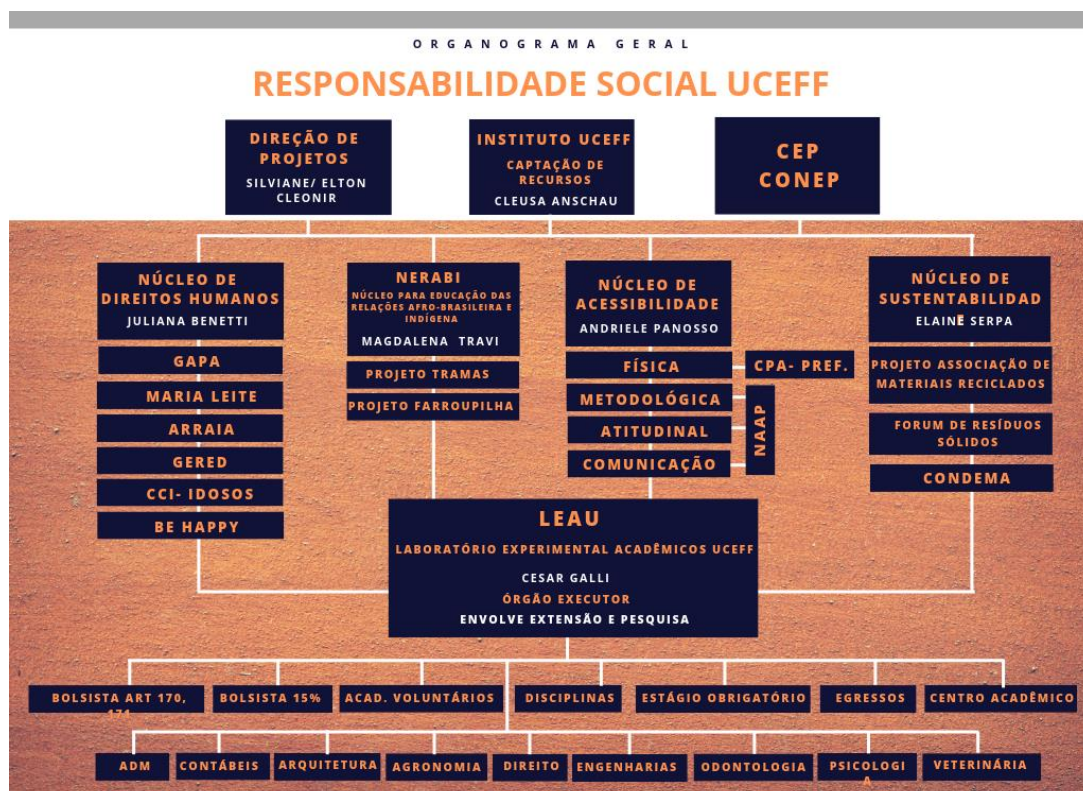 ORGANOGRAMA GERAL
RESPONSABILIDADE SOCIAL UCEFF
DIREÇÃO DE
PROJETOS
SILVIANE/ ELTON
CLEONIR
INSTITUTO UCEFF
CAPTAÇÃO DE
RECURSOS
CLEUSA ANSCHAU
CEP
CONEP
NÚCLEO DE
DIREITOS HUMANOS
JULIANA BENETTI
GAPA
MARIA LEITE
ARRAIA
GERED
CCI- IDOSOS
BE HAPPY
NERABI
NÚCLEO PARA EDUCAÇÃO DAS
RELAÇÕES AFRO-BRASILEIRA E
INDÍGENA
MAGDALENA TRAVI
PROJETO TRAMAS
PROJETO FARROUPILHA
NÚCLEO DE
ACESSIBILIDADE
ANDRIELE PANOSSO
FÍSICA
METODOLÓGICA
ATITUDINAL
COMUNICAÇÃO
CPA- PREF.
NAAP
NÚCLEO DE
SUSTENTABILIDAD
E
ELAINE SERPA
PROJETO ASSOCIAÇÃO DE
MATERIAIS RECICLADOS
FORUM DE RESÍDUOS
SÓLIDOS
CONDEMA
LEAU
LABORATÓRIO EXPERIMENTAL ACADÊMICOS UCEFF
CESAR GALLI
ÓRGÃO EXECUTOR
ENVOLVE EXTENSÃO E PESQUISA
BOLSISTA ART 170,
171
BOLSISTA 15%
ACAD. VOLUNTÁRIOS
DISCIPLINAS
ESTÁGIO OBRIGATÓRIO
EGRESSOS
CENTRO ACADÊMICO
ADM
CONTÁBEIS
ARQUITETURA
AGRONOMIA
DIREITO
ENGENHARIAS
ODONTOLOGIA
PSICOLOGI
A
VETERINÁRIA